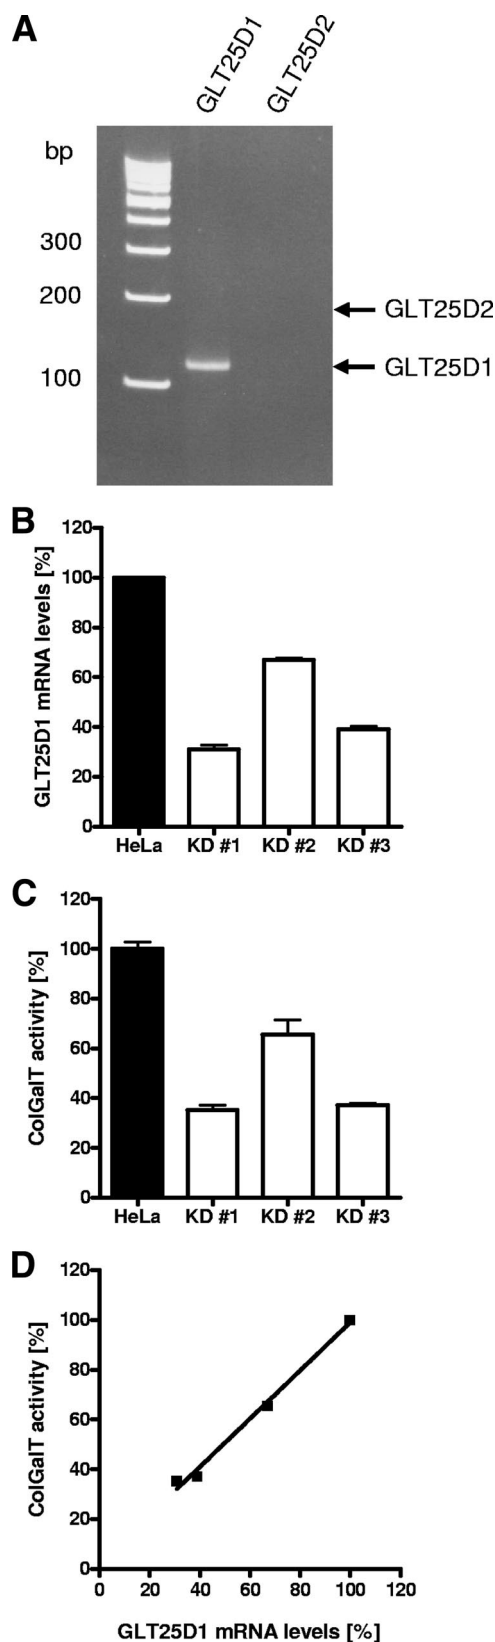 A
GLT25D1
GLT25D2
bp
300
200
100
GLT25D2
GLT25D1
B
GLT25D1 mRNA levels [%]
120
100
80
60
40
20
0
HeLa KD #1 KD #2 KD #3
C
ColGalT activity [%]
120
100
80
60
40
20
0
HeLa KD #1 KD #2 KD #3
D
ColGalT activity [%]
120
100
80
60
40
20
0
0 20 40 60 80 100 120
GLT25D1 mRNA levels [%]